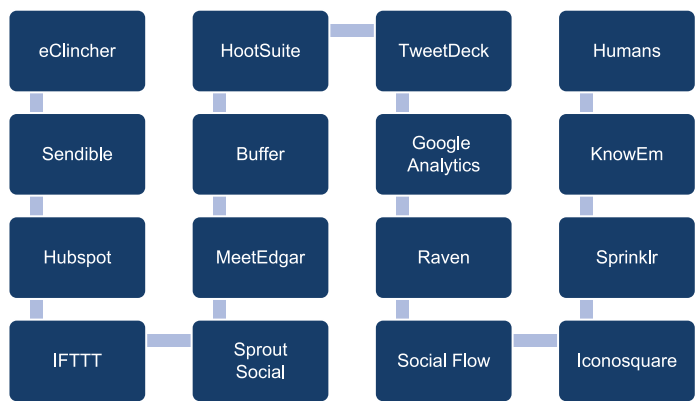 eClincher
Sendible
Hubspot
IFTTT
Sprout
Social
MeetEdgar
Buffer
HootSuite
TweetDeck
Google
Analytics
Raven
Social Flow
Iconosquare
Sprinklr
KnowEm
Humans